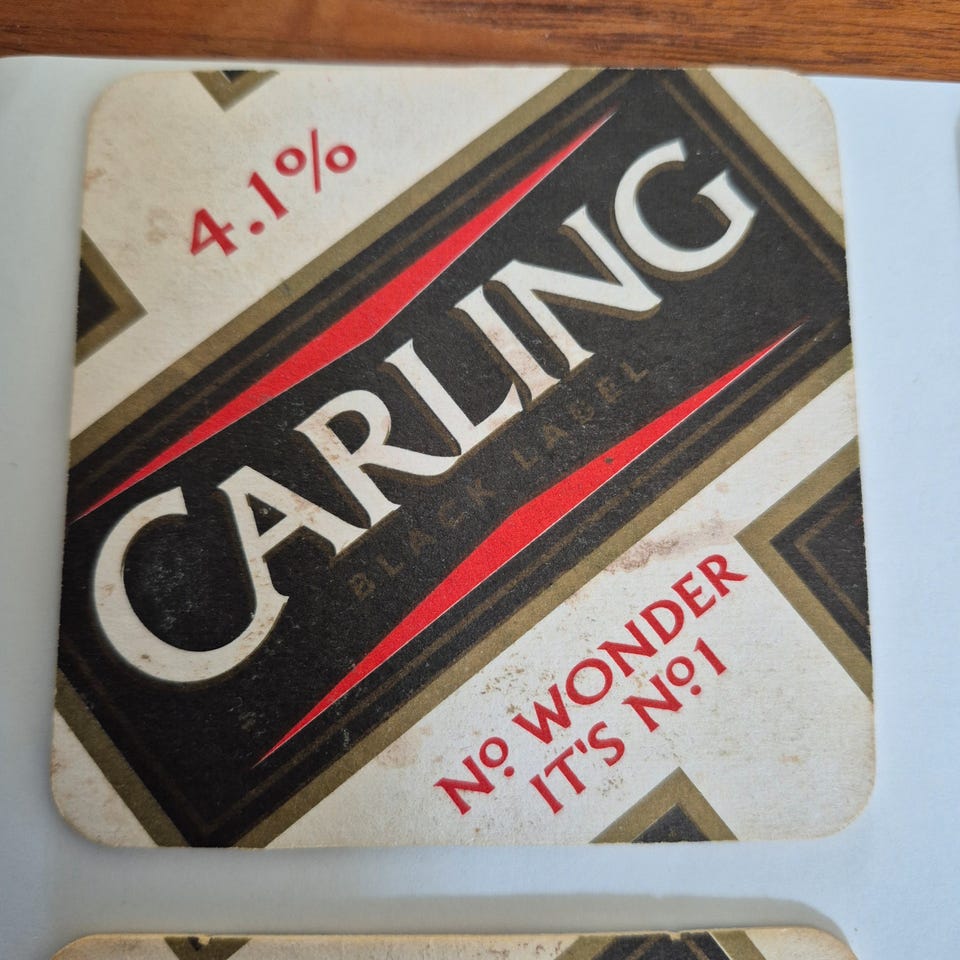 4.1%
CARLING
BLACK LABEL
Nº WONDER
IT'S Nº1